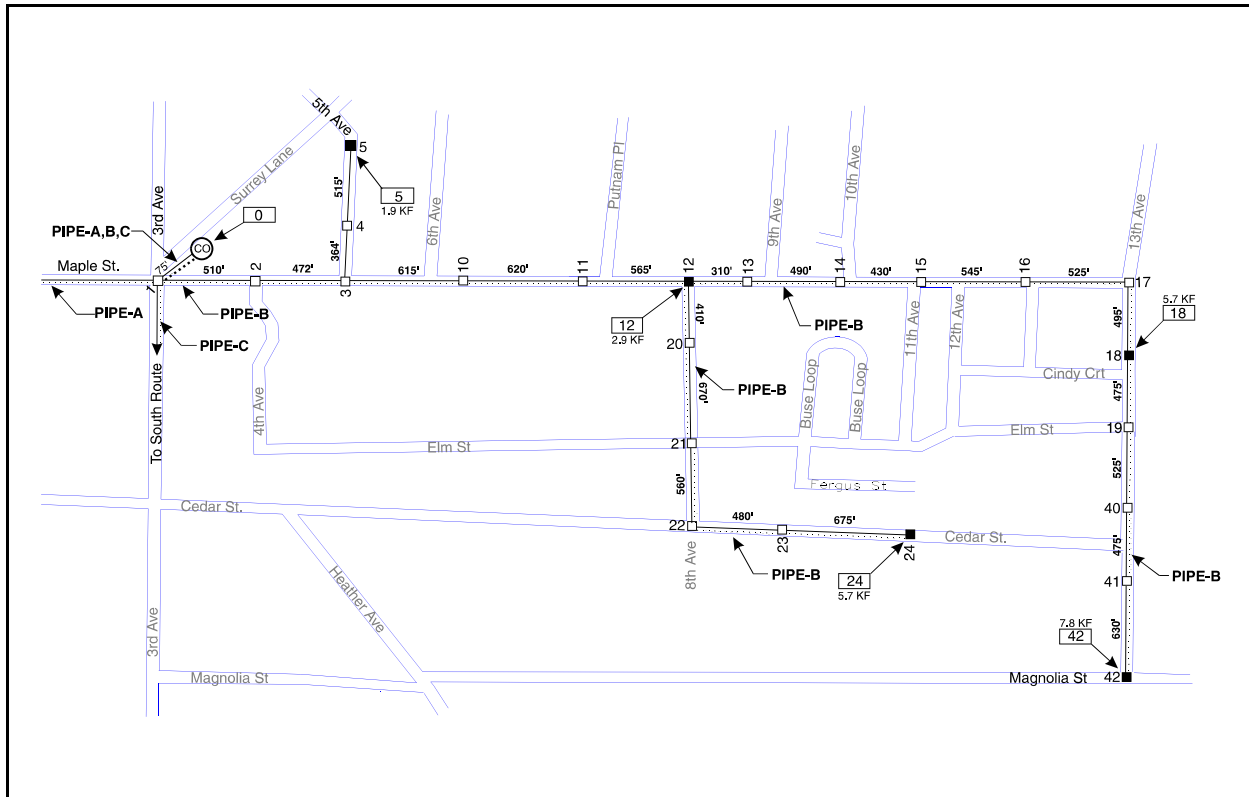 5th Ave
5
5
1.9 KF
515'
4
364'
3rd Ave
Surrey Lane
6th Ave
Putnam Pl
9th Ave
10th Ave
13th Ave
PIPE-A,B,C
0
CO
75'
Maple St.
510'
2
472'
615'
10
620'
11
565'
12
310'
13
490'
14
430'
15
545'
16
525'
17
1
3
PIPE-A
PIPE-B
PIPE-C
12
2.9 KF
410'
PIPE-B
5.7 KF
18
495'
11th Ave
12th Ave
20
18
Cindy Crt
To South Route
4th Ave
670'
PIPE-B
Buse Loop
Buse Loop
475'
Elm St
21
Elm St
19
560'
Fergus St
525'
Cedar St.
22
480'
23
675'
24
Cedar St.
40
475'
8th Ave
PIPE-B
24
5.7 KF
41
PIPE-B
Heather Ave
3rd Ave
7.8 KF
42
630'
Magnolia St
Magnolia St
42